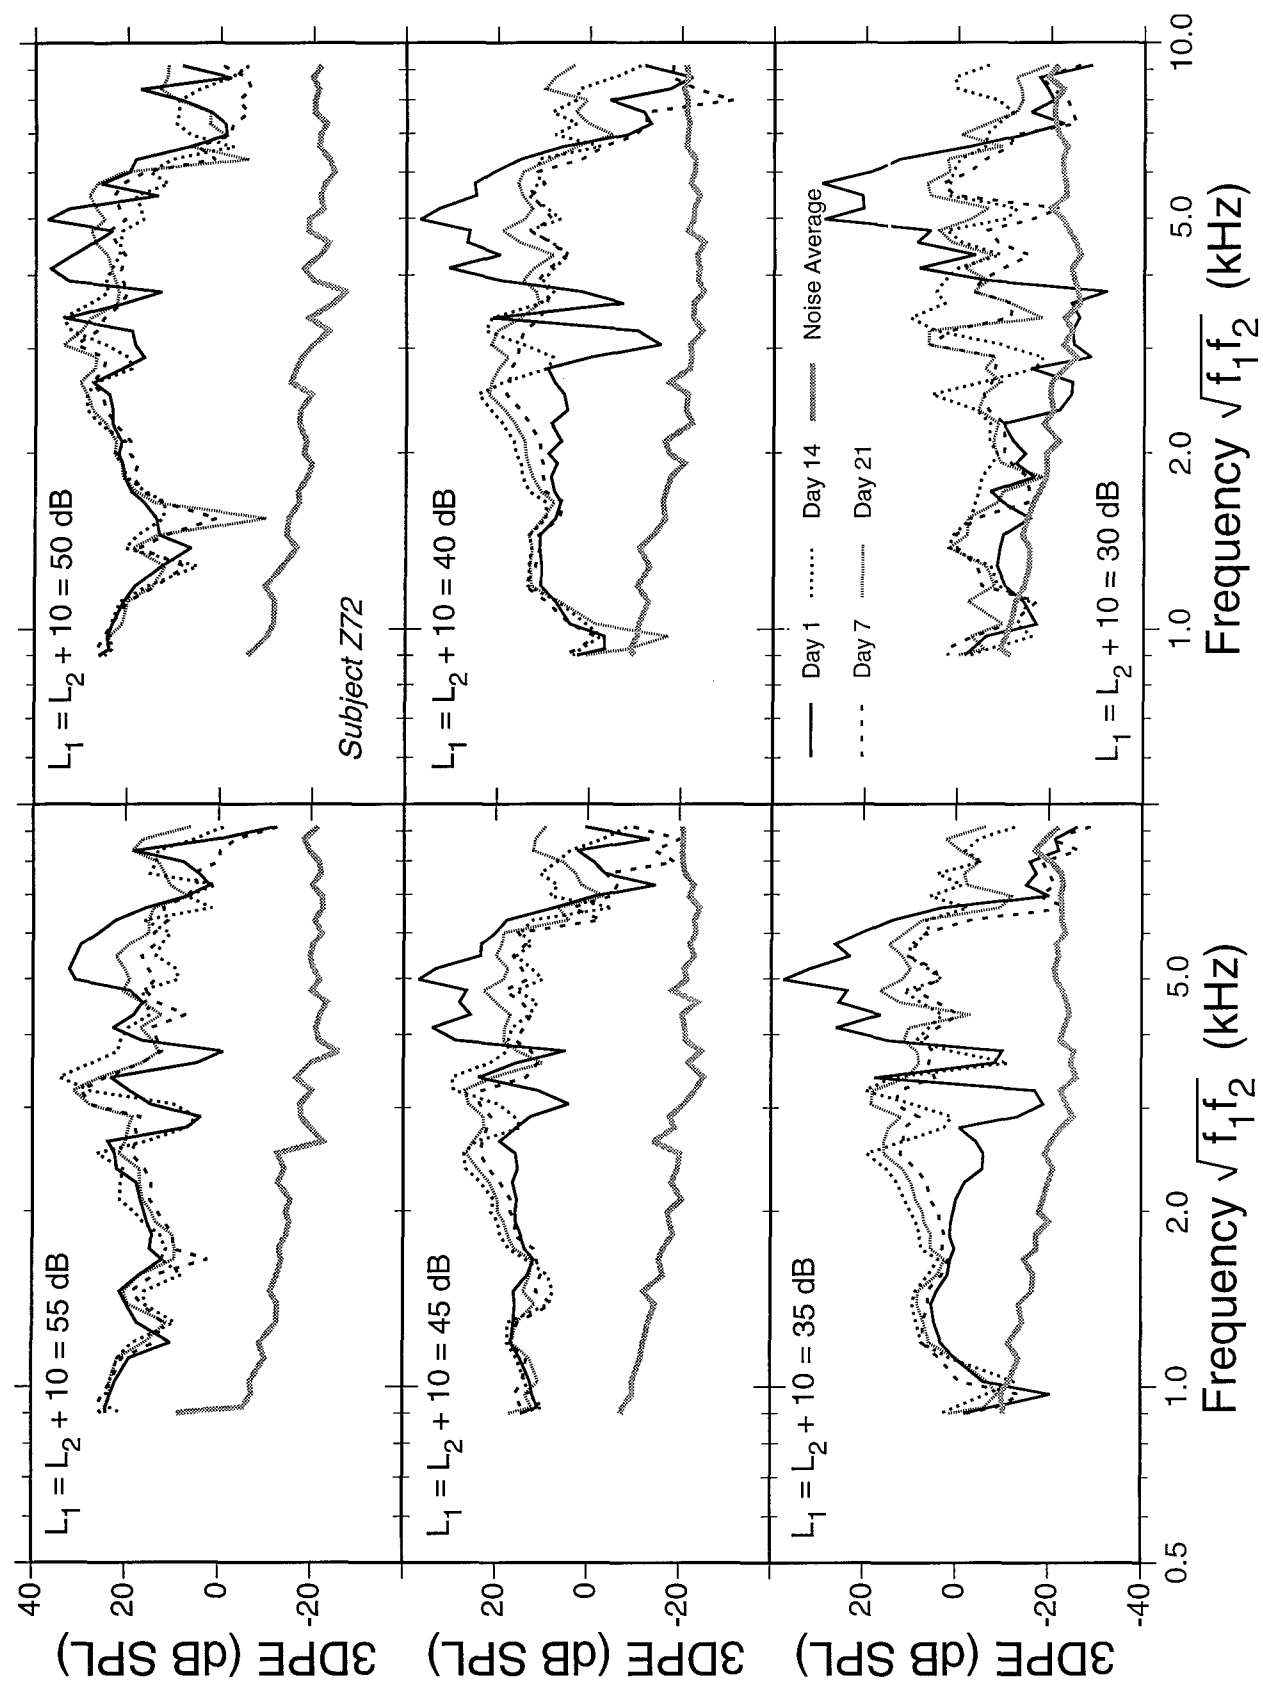 L1 = L2 + 10 = 55 dB
L1 = L2 + 10 = 50 dB
Subject Z72
L1 = L2 + 10 = 45 dB
L1 = L2 + 10 = 40 dB
L1 = L2 + 10 = 35 dB
L1 = L2 + 10 = 30 dB
Day 1
Day 14
Noise Average
Day 7
Day 21
40
20
0
-20
3DPE (dB SPL)
20
0
-20
3DPE (dB SPL)
20
0
-20
-40
3DPE (dB SPL)
0.5
1.0
2.0
5.0
1.0
2.0
5.0
10.0
Frequency √f1f2 (kHz)
Frequency √f1f2 (kHz)